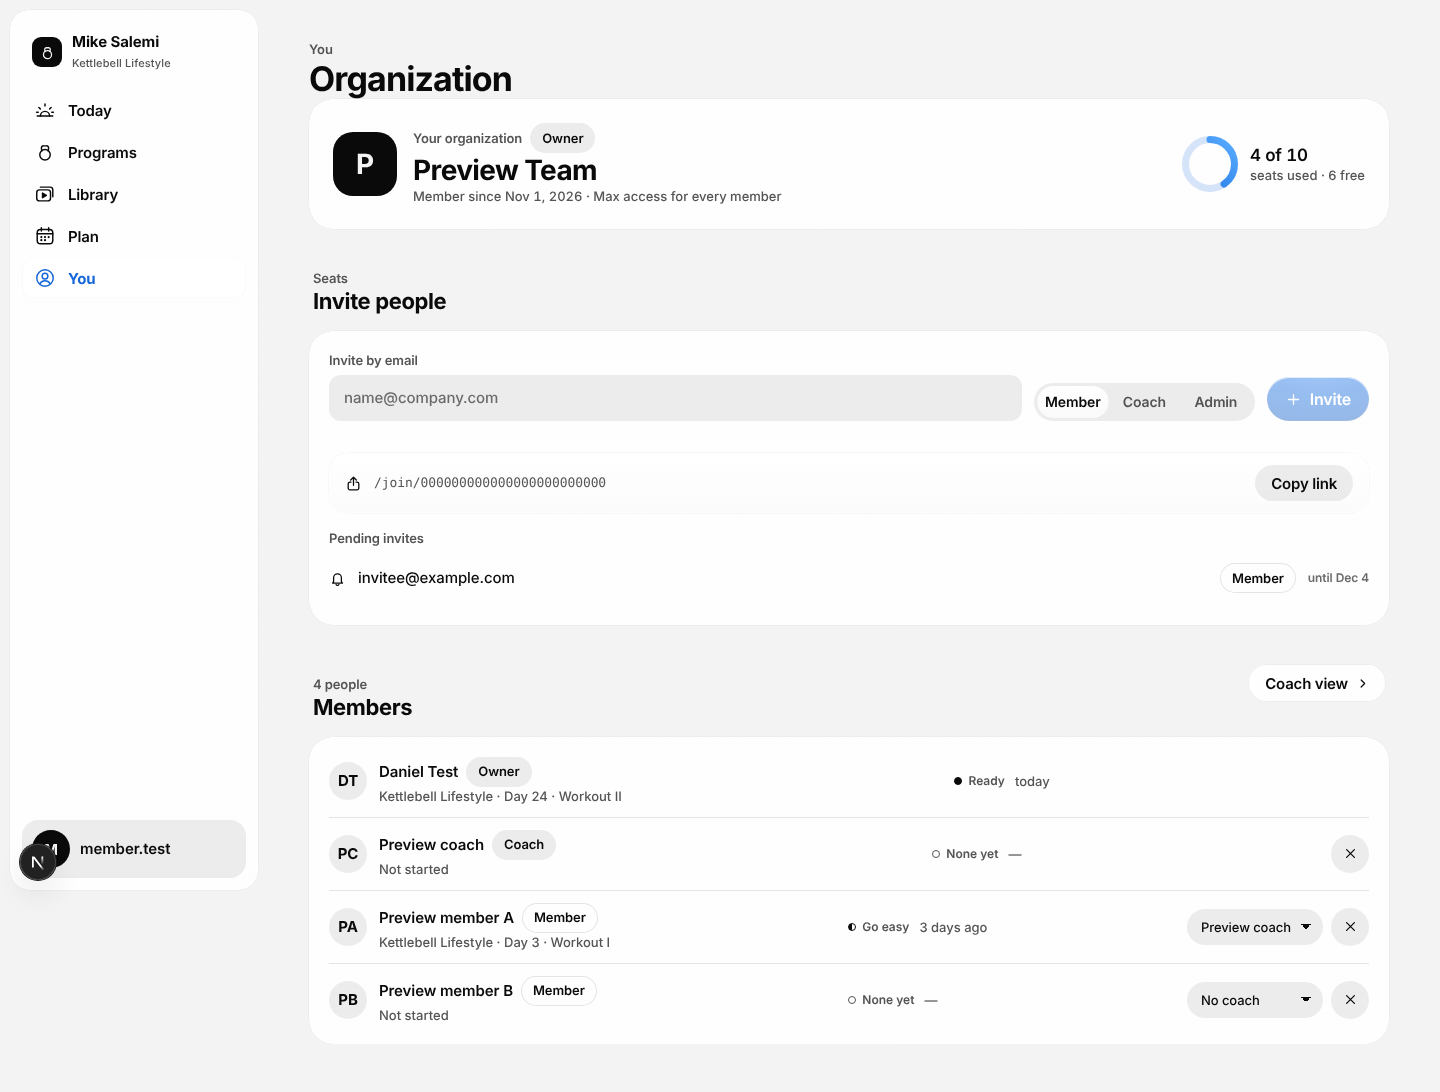 Mike Salemi
Kettlebell Lifestyle
Today
Programs
Library
Plan
You
M
N
member.test
You
Organization
P
Your organization Owner
Preview Team
Member since Nov 1, 2026 · Max access for every member
4 of 10
seats used · 6 free
Seats
Invite people
Invite by email
name@company.com
Member Coach Admin
+ Invite
/join/000000000000000000000000
Copy link
Pending invites
invitee@example.com
Member until Dec 4
4 people
Members
Coach view
DT
Daniel Test Owner
Kettlebell Lifestyle · Day 24 · Workout II
Ready today
PC
Preview coach Coach
Not started
None yet —
PA
Preview member A Member
Kettlebell Lifestyle · Day 3 · Workout I
Go easy 3 days ago
Preview coach
PB
Preview member B Member
Not started
None yet —
No coach